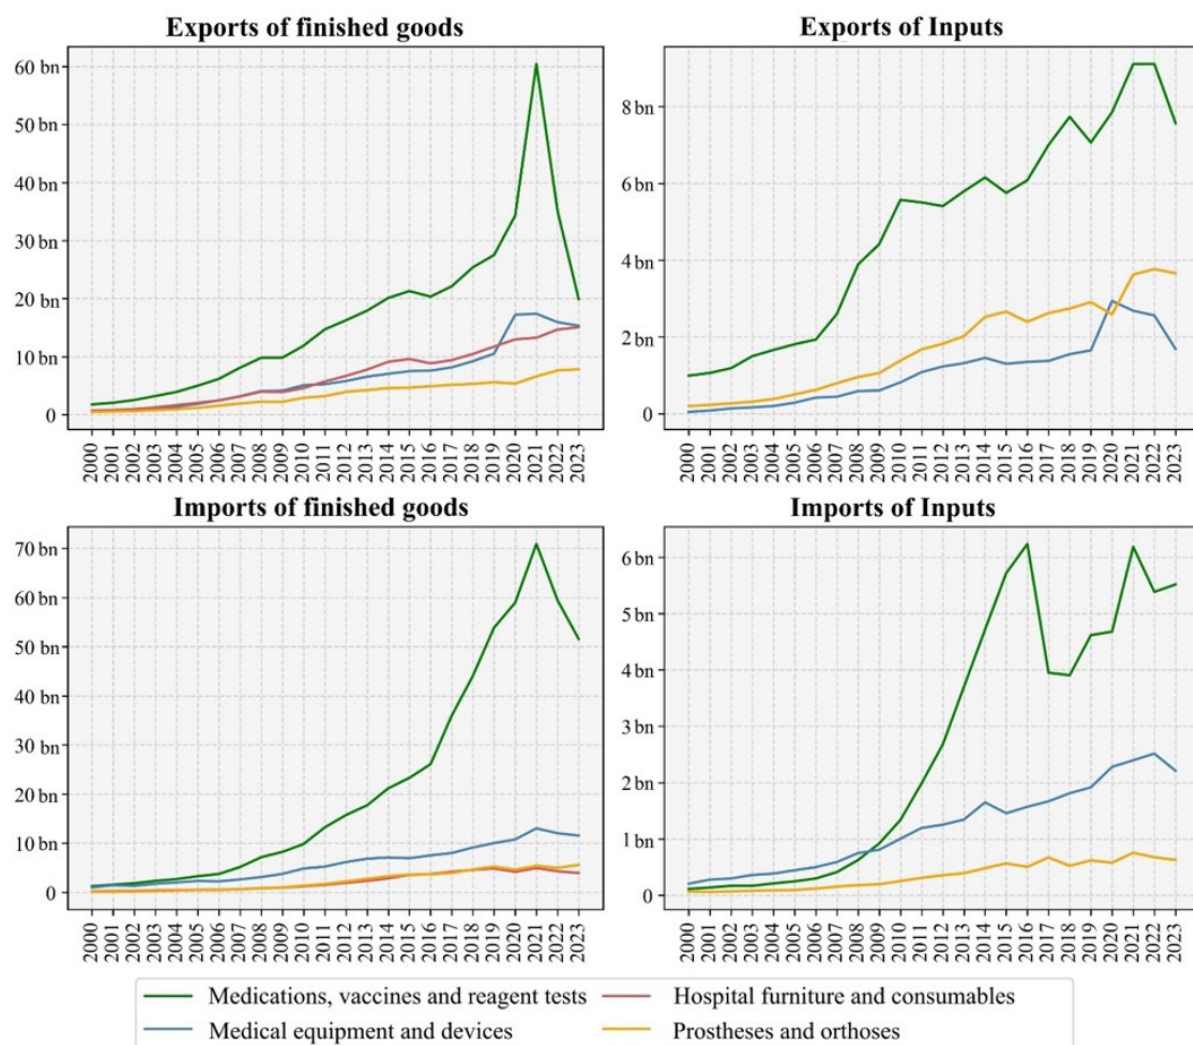 Exports of finished goods
60 bn
50 bn
40 bn
30 bn
20 bn
10 bn
0
2000 2001 2002 2003 2004 2005 2006 2007 2008 2009 2010 2011 2012 2013 2014 2015 2016 2017 2018 2019 2020 2021 2022 2023
Exports of Inputs
8 bn
6 bn
4 bn
2 bn
0
2000 2001 2002 2003 2004 2005 2006 2007 2008 2009 2010 2011 2012 2013 2014 2015 2016 2017 2018 2019 2020 2021 2022 2023
Imports of finished goods
70 bn
60 bn
50 bn
40 bn
30 bn
20 bn
10 bn
0
2000 2001 2002 2003 2004 2005 2006 2007 2008 2009 2010 2011 2012 2013 2014 2015 2016 2017 2018 2019 2020 2021 2022 2023
Imports of Inputs
6 bn
5 bn
4 bn
3 bn
2 bn
1 bn
0
2000 2001 2002 2003 2004 2005 2006 2007 2008 2009 2010 2011 2012 2013 2014 2015 2016 2017 2018 2019 2020 2021 2022 2023
Medications, vaccines and reagent tests
Hospital furniture and consumables
Medical equipment and devices
Prostheses and orthoses